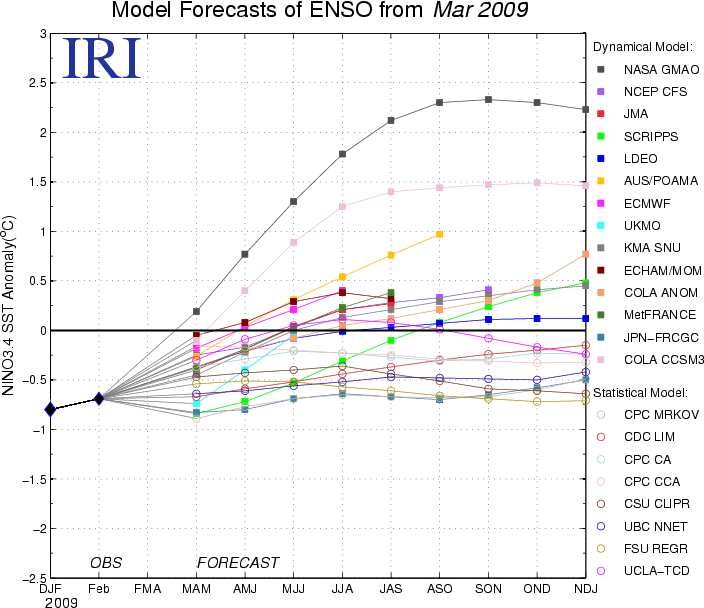 Model Forecasts of ENSO from Mar 2009
IRI
NINO3.4 SST Anomaly(°C)
3
2.5
2
1.5
1
0.5
0
−0.5
−1
−1.5
−2
−2.5
OBS FORECAST
DJF Feb FMA MAM AMJ MJJ JJA JAS ASO SON OND NDJ
2009
Dynamical Model:
NASA GMAO
NCEP CFS
JMA
SCRIPPS
LDEO
AUS/POAMA
ECMWF
UKMO
KMA SNU
ECHAM/MOM
COLA ANOM
MetFRANCE
JPN−FRCGC
COLA CCSM3
Statistical Model:
CPC MRKOV
CDC LIM
CPC CA
CPC CCA
CSU CLIPR
UBC NNET
FSU REGR
UCLA−TCD